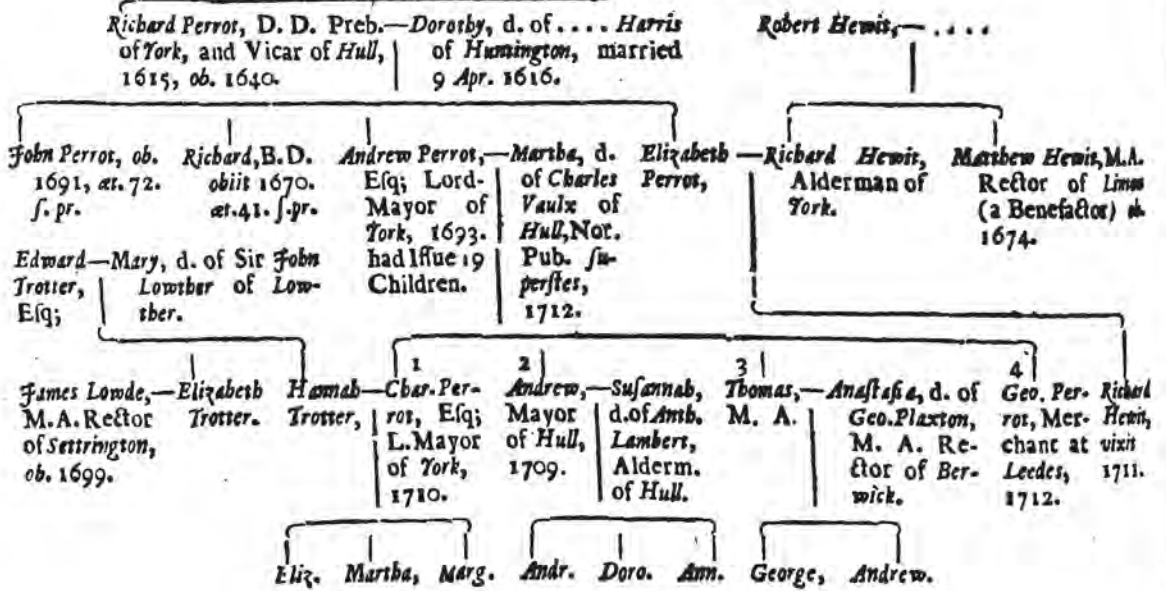 Richard Perrot, D. D. Preb.—Dorothy, d. of .... Harris
of York, and Vicar of Hull, of Humington, married
1615, ob. 1640. 9 Apr. 1616.
Robert Hewit,—....
John Perrot, ob.
1691, æt. 72.
ſ. pr.
Richard, B. D.
obiit 1670.
æt. 41. ſ. pr.
Andrew Perrot,—Martha, d.
Eſq; Lord-
Mayor of
York, 1693.
had Iſſue 19
Children.
of Charles
Vaulx of
Hull, Not.
Pub. ſu-
perſtes,
1712.
Elizabeth—Richard Hewit,
Perrot,
Alderman of
York.
Matthew Hewit, M.A.
Rector of Linton
(a Benefactor) ob.
1674.
Edward—Mary, d. of Sir John
Trotter,
Eſq;
Lowther of Low-
ther.
James Lowde,—Elizabeth
M.A. Rector
of Settrington,
ob. 1699.
Trotter.
1
Hannah—Char. Per-
Trotter,
rot, Eſq;
L. Mayor
of York,
1710.
2
Andrew,—Suſannah,
Mayor
of Hull,
1709.
d. of Amb.
Lambert,
Alderm.
of Hull.
3
Thomas,—Anaſtaſia, d. of
M. A.
Geo. Plaxton,
M. A. Re-
ctor of Ber-
wick.
4
Geo. Per-
rot, Mer-
chant at
Leedes,
1712.
Richard
Hewit,
vixit
1711.
Eliz. Martha, Marg. Andr. Doro. Ann. George, Andrew.